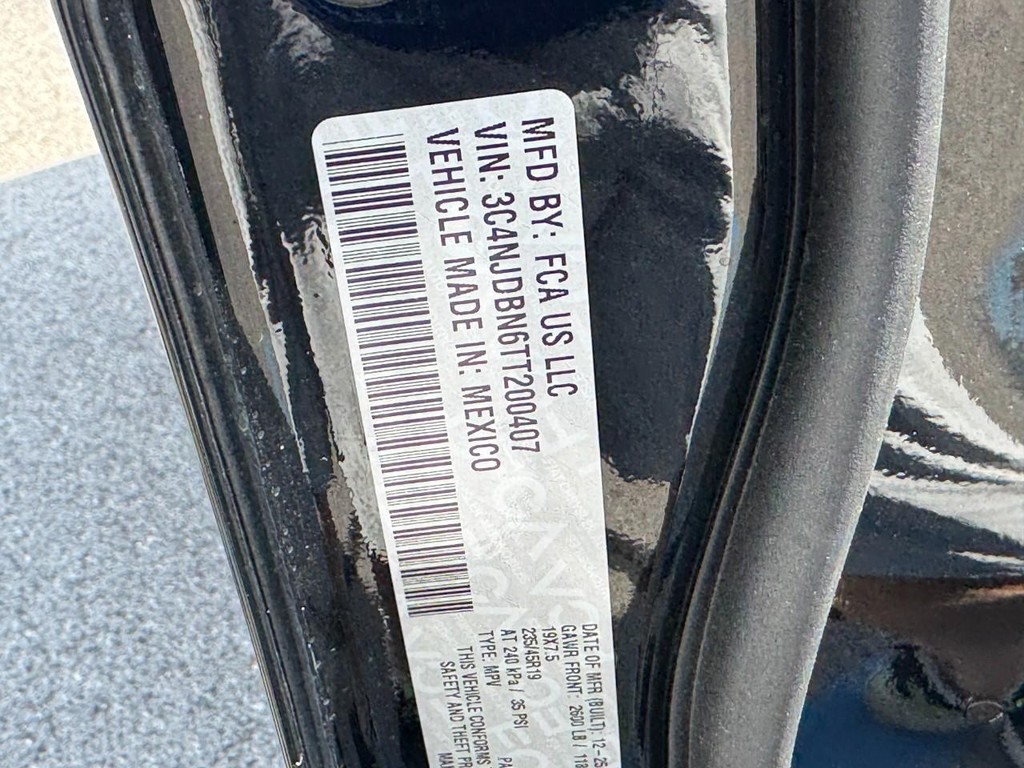 MFD BY: FCA US LLC
VIN: 3C4NJDBN6TT200407
VEHICLE MADE IN: MEXICO
DATE OF MFR (BUILT): 12-25
GAWR FRONT: 2600 LB / 118
19X7.5
235/45R19
AT 240 kPa / 35 PSI
TYPE: MPV
THIS VEHICLE CONFORMS
SAFETY AND THEFT